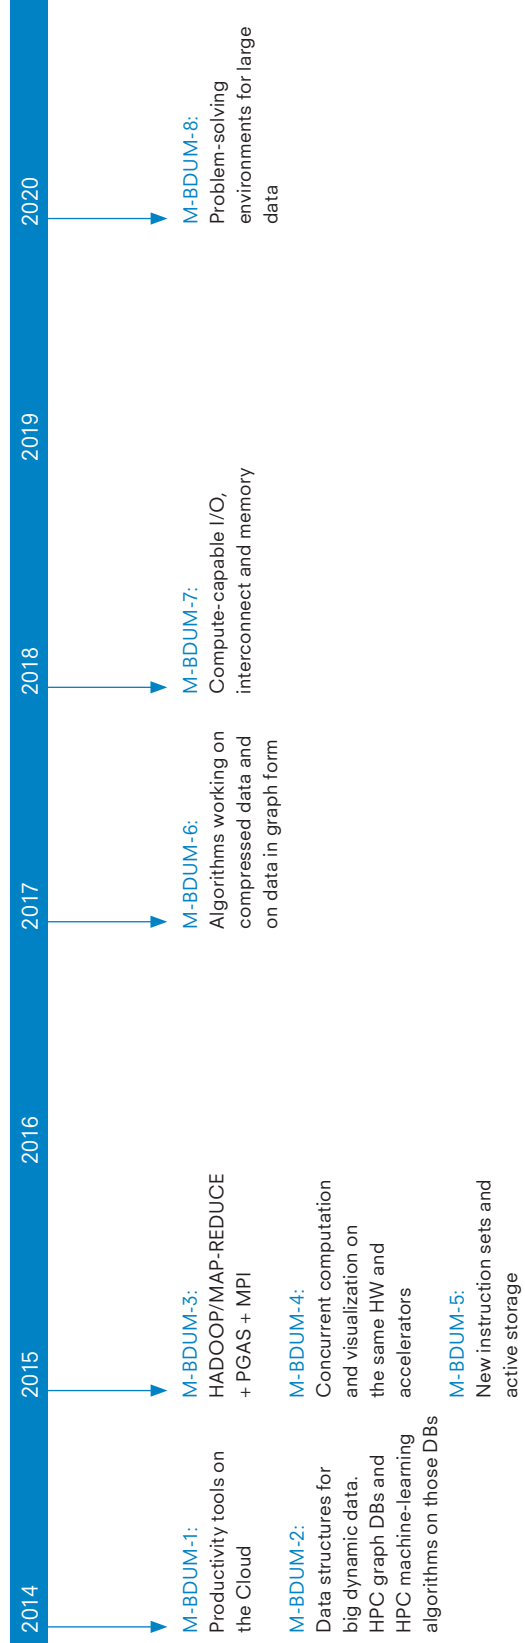 2014
2015
2016
2017
2018
2019
2020
M-BDUM-1:
Productivity tools on
the Cloud
M-BDUM-2:
Data structures for
big dynamic data.
HPC graph DBs and
HPC machine-learning
algorithms on those DBs
M-BDUM-3:
HADOOP/MAP-REDUCE
+ PGAS + MPI
M-BDUM-4:
Concurrent computation
and visualization on
the same HW and
accelerators
M-BDUM-5:
New instruction sets and
active storage
M-BDUM-6:
Algorithms working on
compressed data and
on data in graph form
M-BDUM-7:
Compute-capable I/O,
interconnect and memory
M-BDUM-8:
Problem-solving
environments for large
data